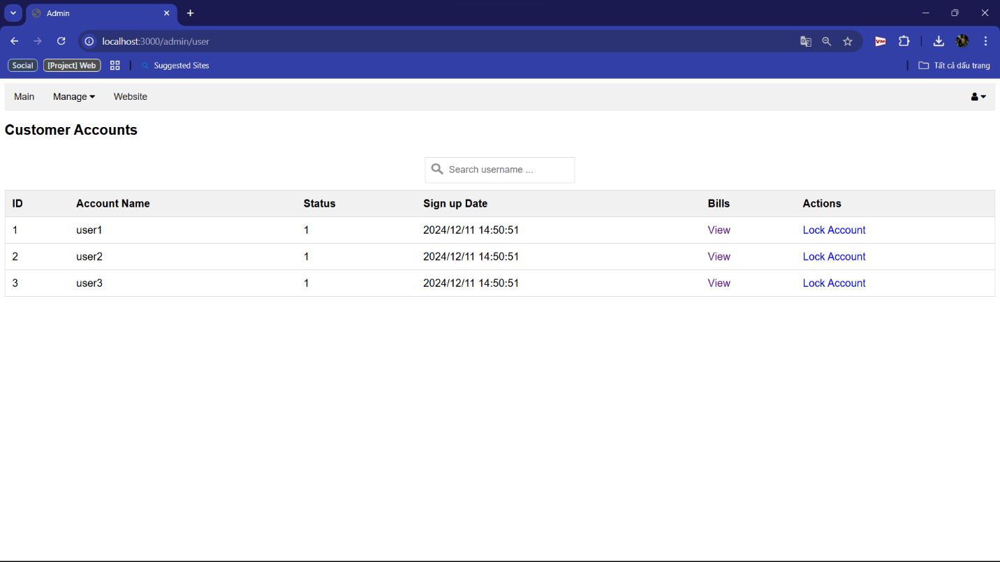 Admin
localhost:3000/admin/user
VM
Social [Project] Web Suggested Sites Tất cả dấu trang
Main Manage Website
Customer Accounts
Search username ...
ID Account Name Status Sign up Date Bills Actions
1 user1 1 2024/12/11 14:50:51 View Lock Account
2 user2 1 2024/12/11 14:50:51 View Lock Account
3 user3 1 2024/12/11 14:50:51 View Lock Account